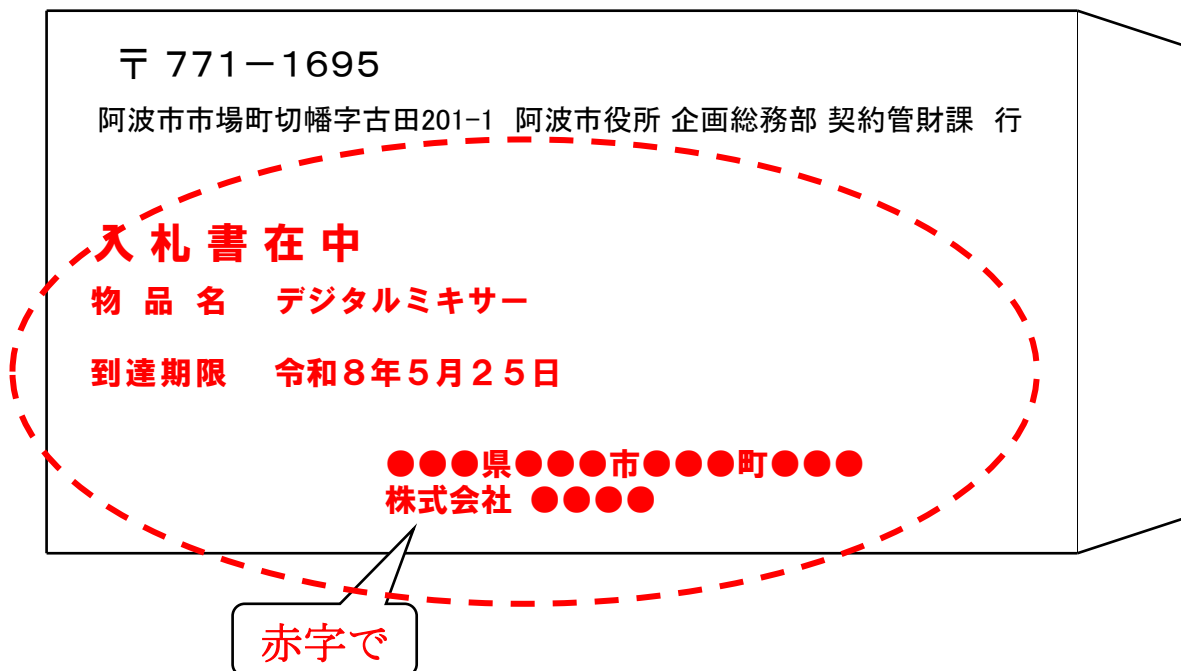 〒 771－1695
阿波市市場町切幡字古田201-1 阿波市役所 企画総務部 契約管財課 行
入札書在中
物品名 デジタルミキサー
到達期限 令和８年５月２５日
●●●県●●●市●●●町●●●
株式会社 ●●●●
赤字で